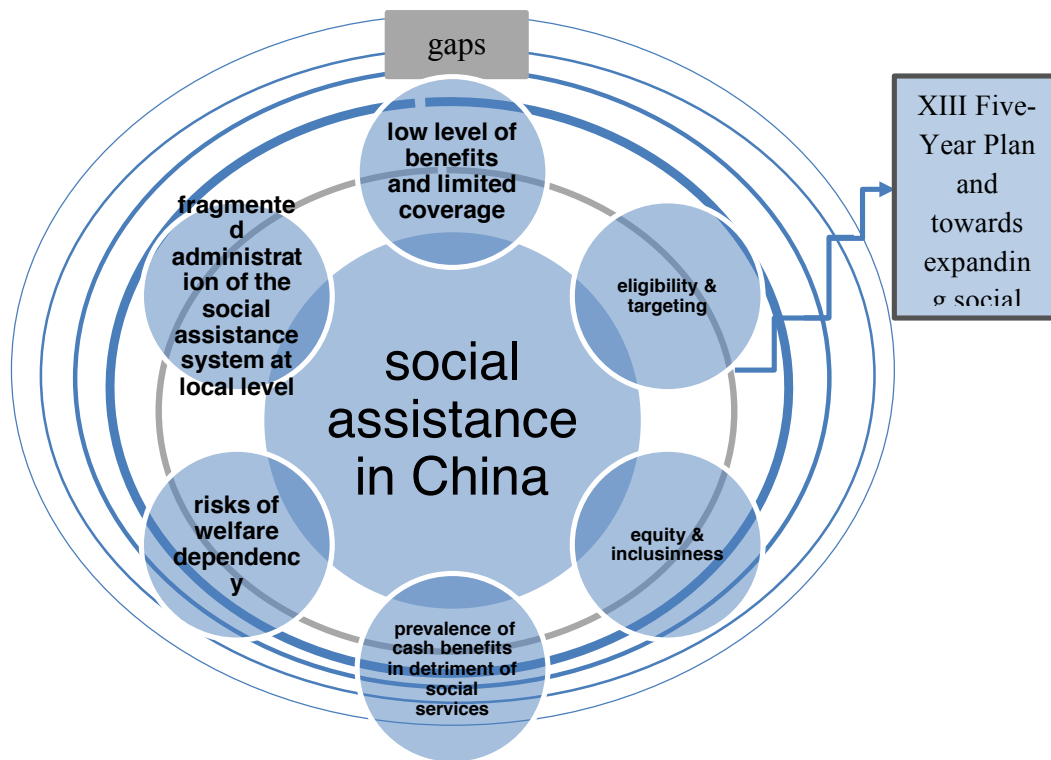 gaps
low level of
benefits
and limited
coverage
fragmente
d
administrat
ion of the
social
assistance
system at
local level
eligibility &
targeting
social
assistance
in China
risks of
welfare
dependenc
y
equity &
inclusinness
prevalence of
cash benefits
in detriment of
social
services
XIII Five-
Year Plan
and
towards
expandin
g social